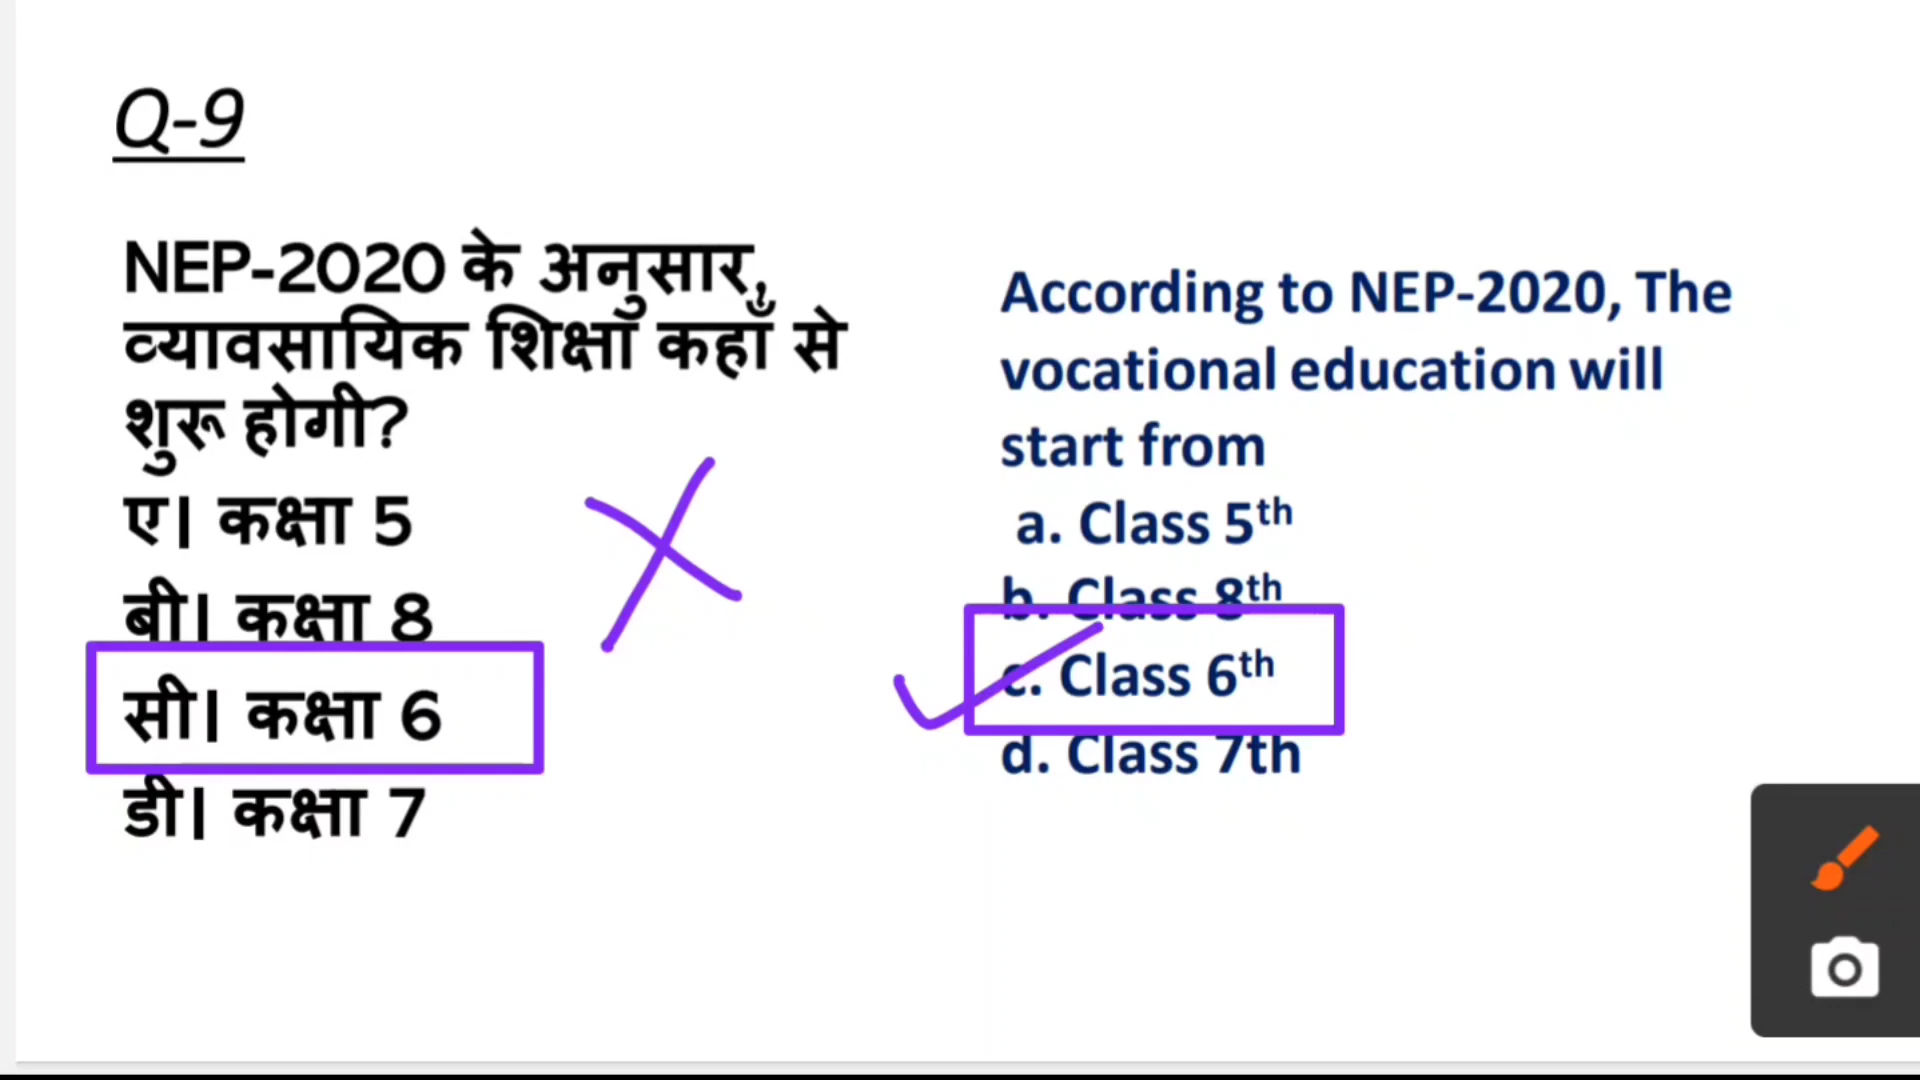 Q-9
NEP-2020 के अनुसार,
व्यावसायिक शिक्षा कहाँ से
शुरू होगी?
ए। कक्षा 5
बी। कक्षा 8
सी। कक्षा 6
डी। कक्षा 7
According to NEP-2020, The
vocational education will
start from
a. Class 5th
b. Class 8th
c. Class 6th
d. Class 7th